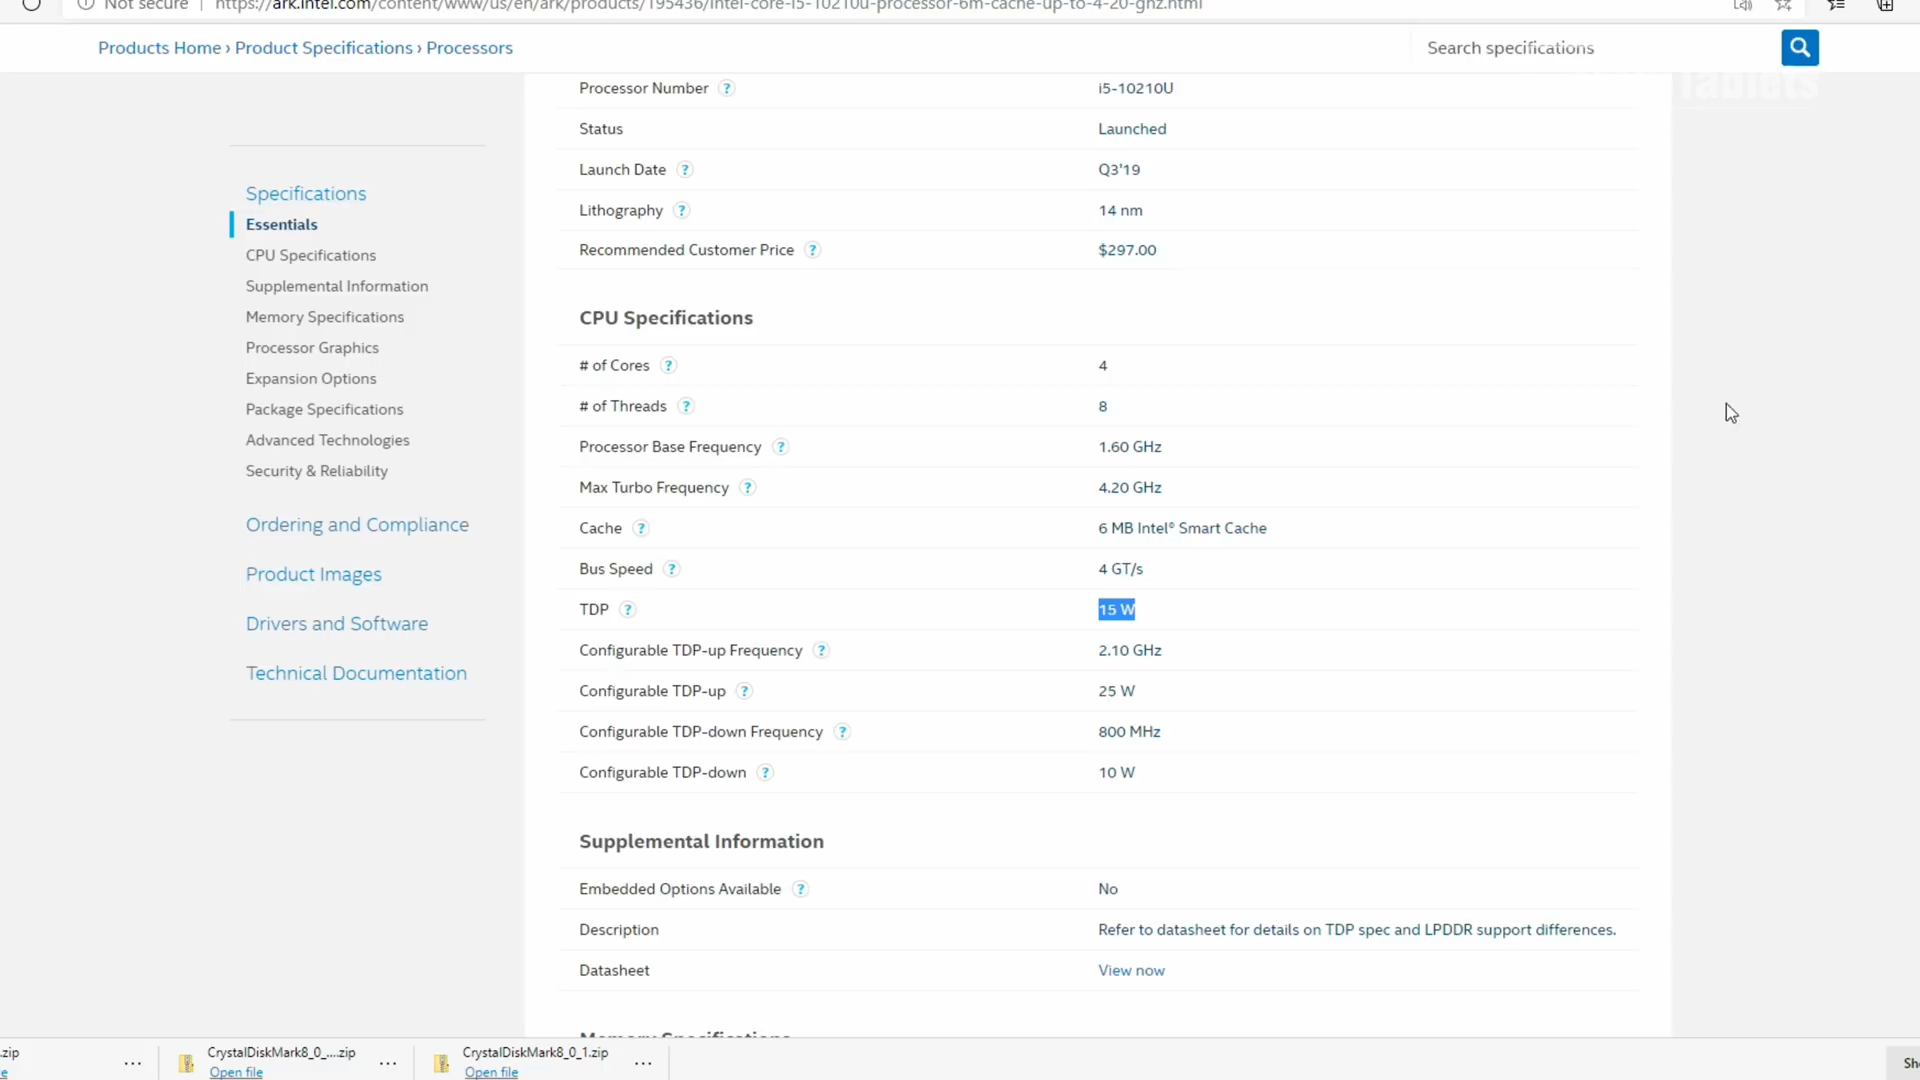 Not secure | https://ark.intel.com/content/www/us/en/ark/products/195436/intel-core-i5-10210u-processor-6m-cache-up-to-4-20-ghz.html
Products Home › Product Specifications › Processors
Search specifications
Tablets
Specifications
Essentials
CPU Specifications
Supplemental Information
Memory Specifications
Processor Graphics
Expansion Options
Package Specifications
Advanced Technologies
Security & Reliability
Ordering and Compliance
Product Images
Drivers and Software
Technical Documentation
Processor Number ? i5-10210U
Status Launched
Launch Date ? Q3'19
Lithography ? 14 nm
Recommended Customer Price ? $297.00
CPU Specifications
# of Cores ? 4
# of Threads ? 8
Processor Base Frequency ? 1.60 GHz
Max Turbo Frequency ? 4.20 GHz
Cache ? 6 MB Intel® Smart Cache
Bus Speed ? 4 GT/s
TDP ? 15 W
Configurable TDP-up Frequency ? 2.10 GHz
Configurable TDP-up ? 25 W
Configurable TDP-down Frequency ? 800 MHz
Configurable TDP-down ? 10 W
Supplemental Information
Embedded Options Available ? No
Description Refer to datasheet for details on TDP spec and LPDDR support differences.
Datasheet View now
Memory Specifications
.zip ... CrystalDiskMark8_0_....zip ... CrystalDiskMark8_0_1.zip ...
Open file Open file